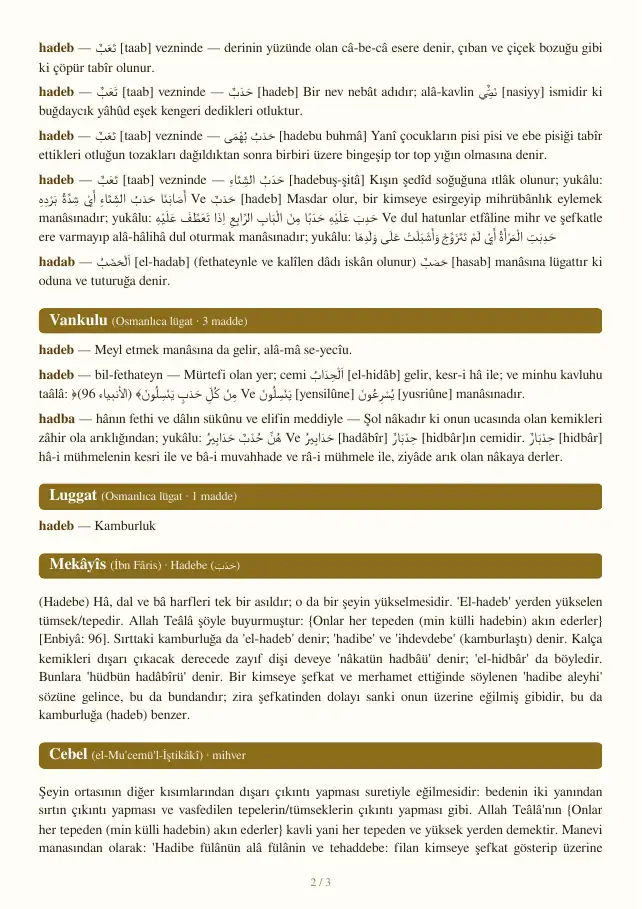 hadeb — تَعَبٌ [taab] vezninde — derinin yüzünde olan câ-be-câ esere denir, çıban ve çiçek bozuğu gibi
ki çöpür tabîr olunur.
hadeb — تَعَبٌ [taab] vezninde — حَدَبٌ [hadeb] Bir nev nebât adıdır; alâ-kavlin نَصِيٌّ [nasiyy] ismidir ki
buğdaycık yâhûd eşek kengeri dedikleri otluktur.
hadeb — تَعَبٌ [taab] vezninde — حَدَبُ بُهْمَى [hadebu buhmâ] Yanî çocukların pisi pisi ve ebe pisiği tabîr
ettikleri otluğun tozakları dağıldıktan sonra birbiri üzere bingeşip tor top yığın olmasına denir.
hadeb — تَعَبٌ [taab] vezninde — حَدَبُ الشِّتَاءِ [hadebuş-şitâ] Kışın şedîd soğuğuna ıtlâk olunur; yukâlu:
أَصَابَنَا حَدَبُ الشِّتَاءِ أَيْ شِدَّةُ بَرْدِهِ Ve حَدَبٌ [hadeb] Masdar olur, bir kimseye esirgeyip mihrübânlık eylemek
manâsınadır; yukâlu: حَدِبَ عَلَيْهِ حَدَبًا مِنَ الْبَابِ الرَّابِعِ إِذَا تَعَطَّفَ عَلَيْهِ Ve dul hatunlar etfâline mihr ve şefkatle
ere varmayıp alâ-hâlihâ dul oturmak manâsınadır; yukâlu: حَدِبَتِ الْمَرْأَةُ أَيْ لَمْ تَتَزَوَّجْ وَأَشْبَلَتْ عَلَى وَلَدِهَا
hadab — اَلْحَضَبُ [el-hadab] (fethateynle ve kalîlen dâdı iskân olunur) حَصَبٌ [hasab] manâsına lügattır ki
oduna ve tuturuğa denir.
Vankulu (Osmanlıca lügat · 3 madde)
hadeb — Meyl etmek manâsına da gelir, alâ-mâ se-yecîu.
hadeb — bil-fethateyn — Mürtefi olan yer; cemi اَلْحِدَابُ [el-hidâb] gelir, kesr-i hâ ile; ve minhu kavluhu
taâlâ: ﴿مِنْ كُلِّ حَدَبٍ يَنْسِلُونَ﴾ (الأنبياء 96) Ve يَنْسِلُونَ [yensilûne] يُسْرِعُونَ [yusriûne] manâsınadır.
hadba — hânın fethi ve dâlın sükûnu ve elifin meddiyle — Şol nâkadır ki onun ucasında olan kemikleri
zâhir ola arıklığından; yukâlu: هُنَّ حُدْبٌ حَدَابِيرُ Ve حَدَابِيرُ [hadâbîr] حِدْبَارٌ [hidbâr]ın cemidir. حِدْبَارٌ [hidbâr]
hâ-i mühmelenin kesri ile ve bâ-i muvahhade ve râ-i mühmele ile, ziyâde arık olan nâkaya derler.
Luggat (Osmanlıca lügat · 1 madde)
hadeb — Kamburluk
Mekâyîs (İbn Fâris) · Hadebe (حدب)
(Hadebe) Hâ, dal ve bâ harfleri tek bir asıldır; o da bir şeyin yükselmesidir. 'El-hadeb' yerden yükselen
tümsek/tepedir. Allah Teâlâ şöyle buyurmuştur: {Onlar her tepeden (min külli hadebin) akın ederler}
[Enbiyâ: 96]. Sırttaki kamburluğa da 'el-hadeb' denir; 'hadibe' ve 'ihdevdebe' (kamburlaştı) denir. Kalça
kemikleri dışarı çıkacak derecede zayıf dişi deveye 'nâkatün hadbâü' denir; 'el-hidbâr' da böyledir.
Bunlara 'hüdbün hadâbîrü' denir. Bir kimseye şefkat ve merhamet ettiğinde söylenen 'hadibe aleyhi'
sözüne gelince, bu da bundandır; zira şefkatinden dolayı sanki onun üzerine eğilmiş gibidir, bu da
kamburluğa (hadeb) benzer.
Cebel (el-Mu'cemü'l-İştikâkî) · mihver
Şeyin ortasının diğer kısımlarından dışarı çıkıntı yapması suretiyle eğilmesidir: bedenin iki yanından
sırtın çıkıntı yapması ve vasfedilen tepelerin/tümseklerin çıkıntı yapması gibi. Allah Teâlâ'nın {Onlar
her tepeden (min külli hadebin) akın ederler} kavli yani her tepeden ve yüksek yerden demektir. Manevi
manasından olarak: 'Hadibe fülânün alâ fülânin ve tehaddebe: filan kimseye şefkat gösterip üzerine
2 / 3